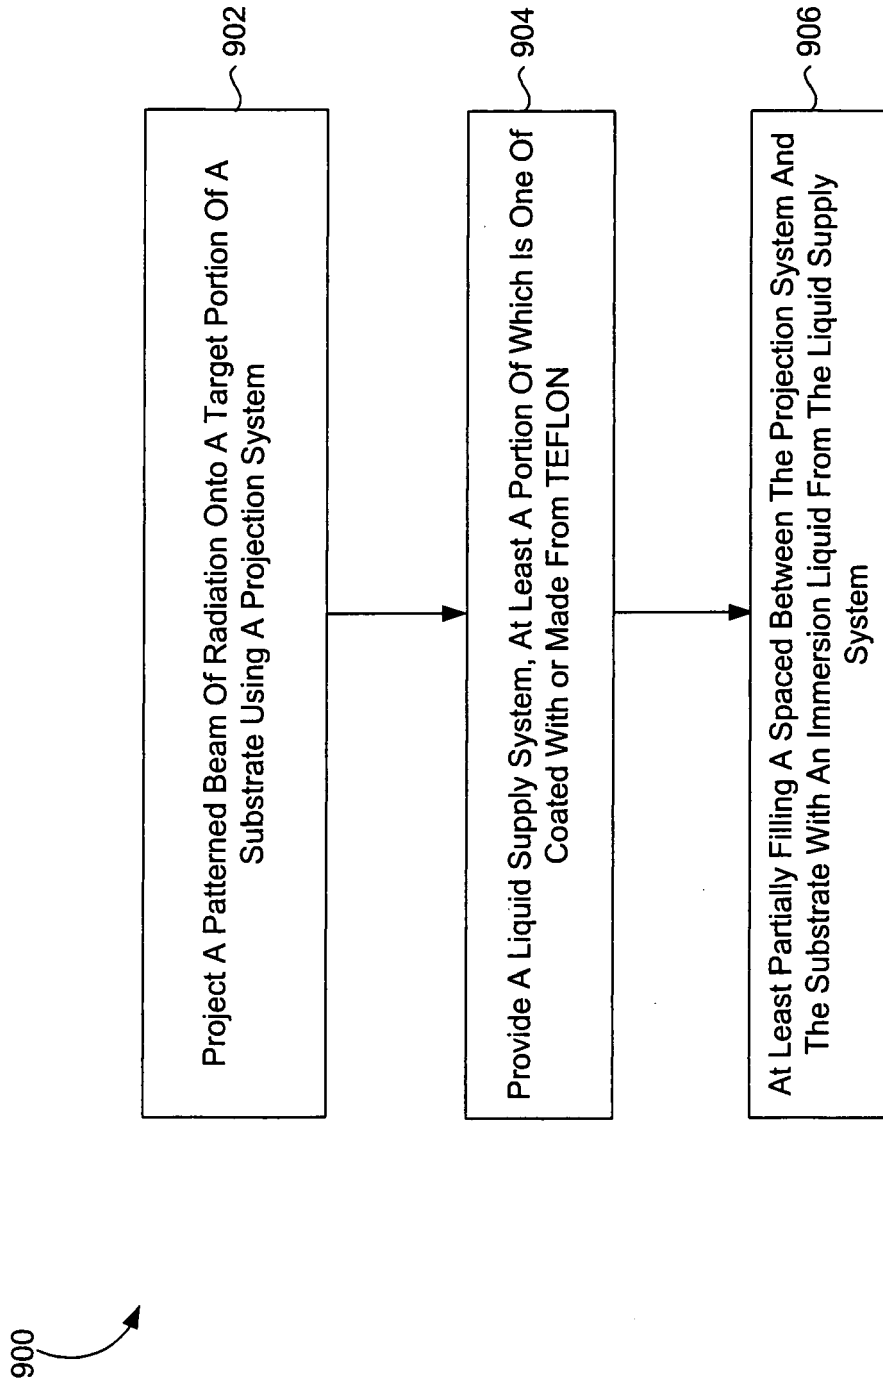 900
Project A Patterned Beam Of Radiation Onto A Target Portion Of A
Substrate Using A Projection System
902
Provide A Liquid Supply System, At Least A Portion Of Which Is One Of
Coated With or Made From TEFLON
904
At Least Partially Filling A Spaced Between The Projection System And
The Substrate With An Immersion Liquid From The Liquid Supply
System
906